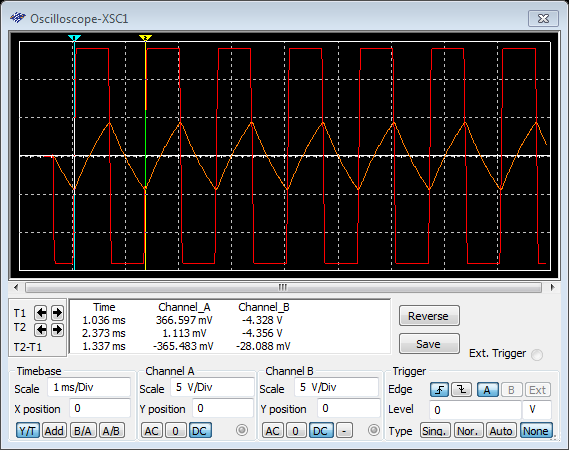 Oscilloscope-XSC1
1 2
T1
T2
T2-T1
Time Channel_A Channel_B
1.036 ms 366.597 mV -4.328 V
2.373 ms 1.113 mV -4.356 V
1.337 ms -365.483 mV -28.088 mV
Reverse
Save
Ext. Trigger
Timebase
Scale 1 ms/Div
X position 0
Y/T Add B/A A/B
Channel A
Scale 5 V/Div
Y position 0
AC 0 DC
Channel B
Scale 5 V/Div
Y position 0
AC 0 DC -
Trigger
Edge A B Ext
Level 0 V
Type Sing. Nor. Auto None